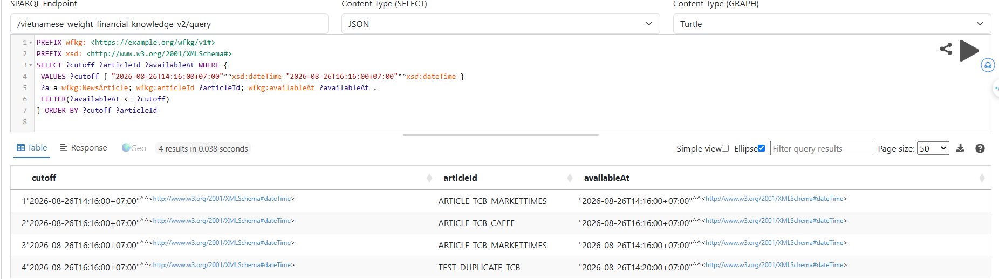 SPARQL Endpoint
Content Type (SELECT)
Content Type (GRAPH)
/vietnamese_weight_financial_knowledge_v2/query
JSON
Turtle
1 PREFIX wfkg: <https://example.org/wfkg/v1#>
2 PREFIX xsd: <http://www.w3.org/2001/XMLSchema#>
3 SELECT ?cutoff ?articleId ?availableAt WHERE {
4 VALUES ?cutoff { "2026-08-26T14:16:00+07:00"^^xsd:dateTime "2026-08-26T16:16:00+07:00"^^xsd:dateTime }
5 ?a a wfkg:NewsArticle; wfkg:articleId ?articleId; wfkg:availableAt ?availableAt .
6 FILTER(?availableAt <= ?cutoff)
7 } ORDER BY ?cutoff ?articleId
8
Table Response Geo 4 results in 0.038 seconds Simple view Ellipse Filter query results Page size: 50
cutoff articleId availableAt
1 "2026-08-26T14:16:00+07:00"^^<http://www.w3.org/2001/XMLSchema#dateTime> ARTICLE_TCB_MARKETTIMES "2026-08-26T14:16:00+07:00"^^<http://www.w3.org/2001/XMLSchema#dateTime>
2 "2026-08-26T16:16:00+07:00"^^<http://www.w3.org/2001/XMLSchema#dateTime> ARTICLE_TCB_CAFEF "2026-08-26T16:16:00+07:00"^^<http://www.w3.org/2001/XMLSchema#dateTime>
3 "2026-08-26T16:16:00+07:00"^^<http://www.w3.org/2001/XMLSchema#dateTime> ARTICLE_TCB_MARKETTIMES "2026-08-26T14:16:00+07:00"^^<http://www.w3.org/2001/XMLSchema#dateTime>
4 "2026-08-26T16:16:00+07:00"^^<http://www.w3.org/2001/XMLSchema#dateTime> TEST_DUPLICATE_TCB "2026-08-26T14:20:00+07:00"^^<http://www.w3.org/2001/XMLSchema#dateTime>